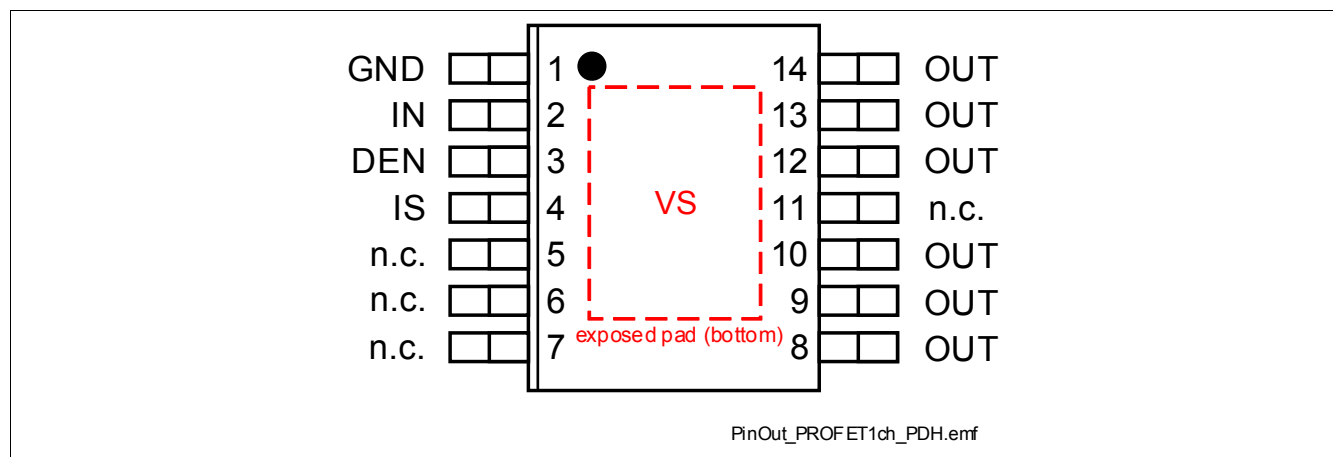 GND 1 14 OUT
IN 2 13 OUT
DEN 3 12 OUT
IS 4 VS 11 n.c.
n.c. 5 10 OUT
n.c. 6 9 OUT
exposed pad (bottom)
n.c. 7 8 OUT
PinOut_PROFET1ch_PDH.emf